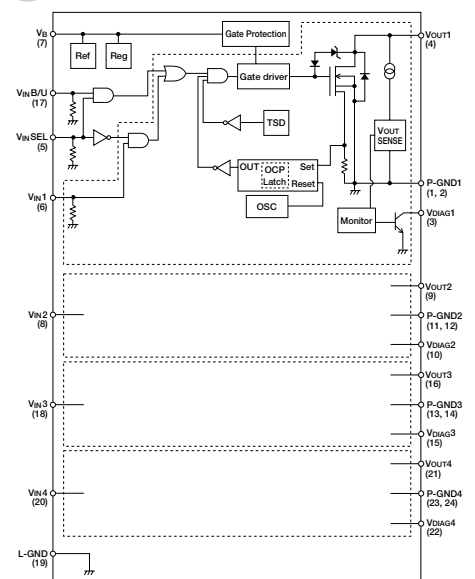 VB
(7)
Gate Protection
VOUT1
(4)
Ref
Reg
VINB/U
(17)
Gate driver
VINSEL
(5)
TSD
VOUT
SENSE
OUT
OCP
Latch
Set
Reset
VIN1
(6)
OSC
P-GND1
(1, 2)
Monitor
VDIAG1
(3)
VOUT2
(9)
VIN2
(8)
P-GND2
(11, 12)
VDIAG2
(10)
VOUT3
(16)
VIN3
(18)
P-GND3
(13, 14)
VDIAG3
(15)
VOUT4
(21)
VIN4
(20)
P-GND4
(23, 24)
VDIAG4
(22)
L-GND
(19)